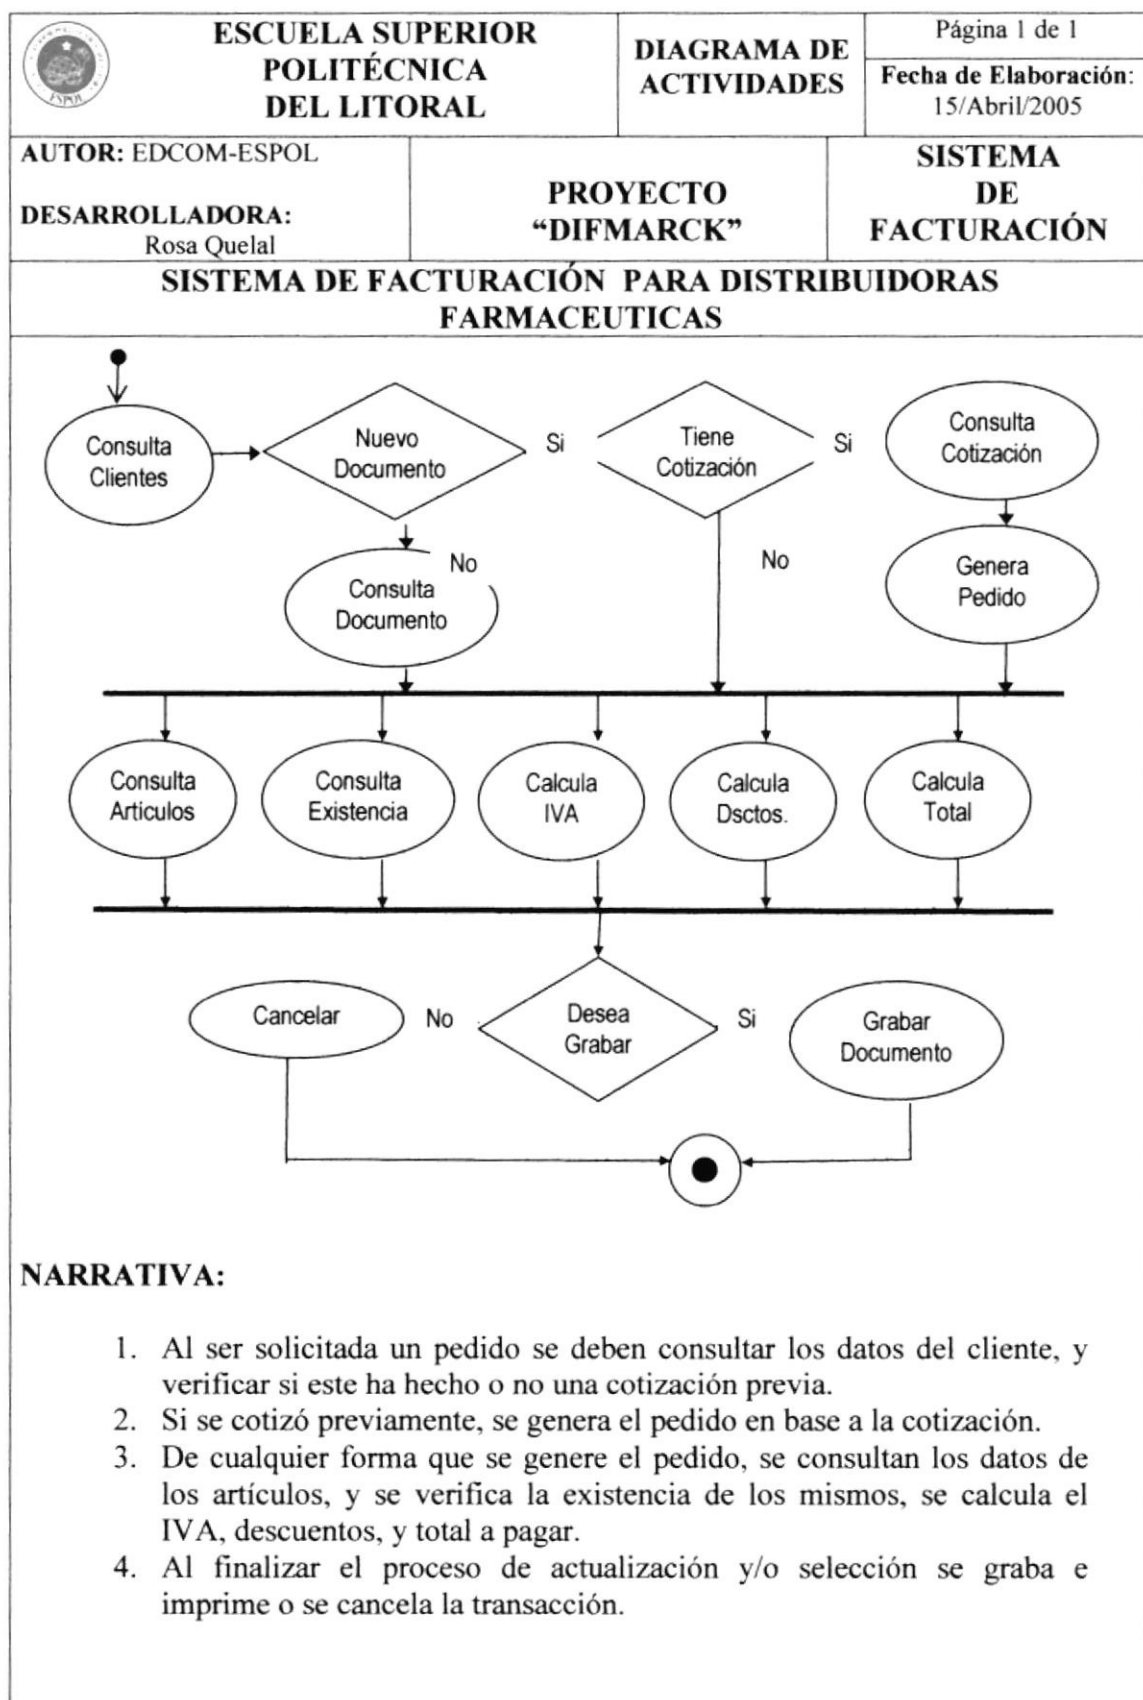 ESCUELA SUPERIOR
POLITÉCNICA
DEL LITORAL
ESPOL
DIAGRAMA DE
ACTIVIDADES
Página 1 de 1
Fecha de Elaboración:
15/Abril/2005
AUTOR: EDCOM-ESPOL
DESARROLLADORA:
Rosa Quelal
PROYECTO
“DIFMARCK”
SISTEMA
DE
FACTURACIÓN
SISTEMA DE FACTURACIÓN PARA DISTRIBUIDORAS
FARMACEUTICAS
Consulta
Clientes
Nuevo
Documento
Si
Tiene
Cotización
Si
Consulta
Cotización
No
Consulta
Documento
No
Genera
Pedido
Consulta
Articulos
Consulta
Existencia
Calcula
IVA
Calcula
Dsctos.
Calcula
Total
Cancelar
No
Desea
Grabar
Si
Grabar
Documento
NARRATIVA:
1. Al ser solicitada un pedido se deben consultar los datos del cliente, y
verificar si este ha hecho o no una cotización previa.
2. Si se cotizó previamente, se genera el pedido en base a la cotización.
3. De cualquier forma que se genere el pedido, se consultan los datos de
los artículos, y se verifica la existencia de los mismos, se calcula el
IVA, descuentos, y total a pagar.
4. Al finalizar el proceso de actualización y/o selección se graba e
imprime o se cancela la transacción.